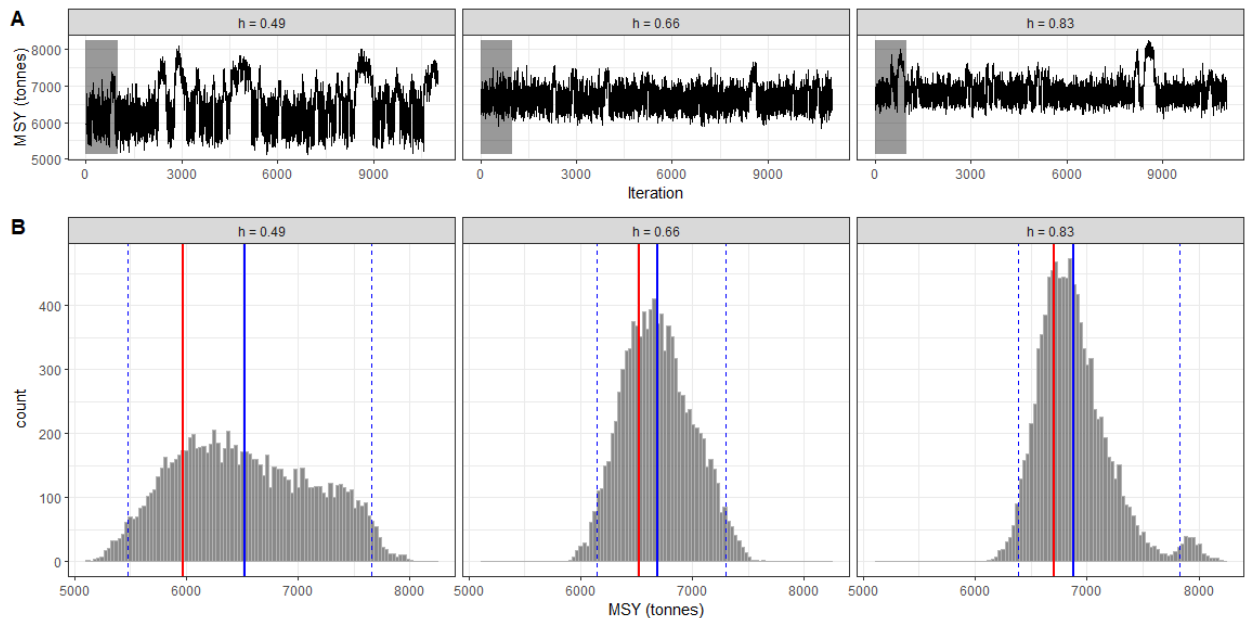 A
h = 0.49
h = 0.66
h = 0.83
MSY (tonnes)
8000
7000
6000
5000
0 3000 6000 9000
0 3000 6000 9000
0 3000 6000 9000
Iteration
B
h = 0.49
h = 0.66
h = 0.83
count
400
300
200
100
0
5000 6000 7000 8000
5000 6000 7000 8000
5000 6000 7000 8000
MSY (tonnes)